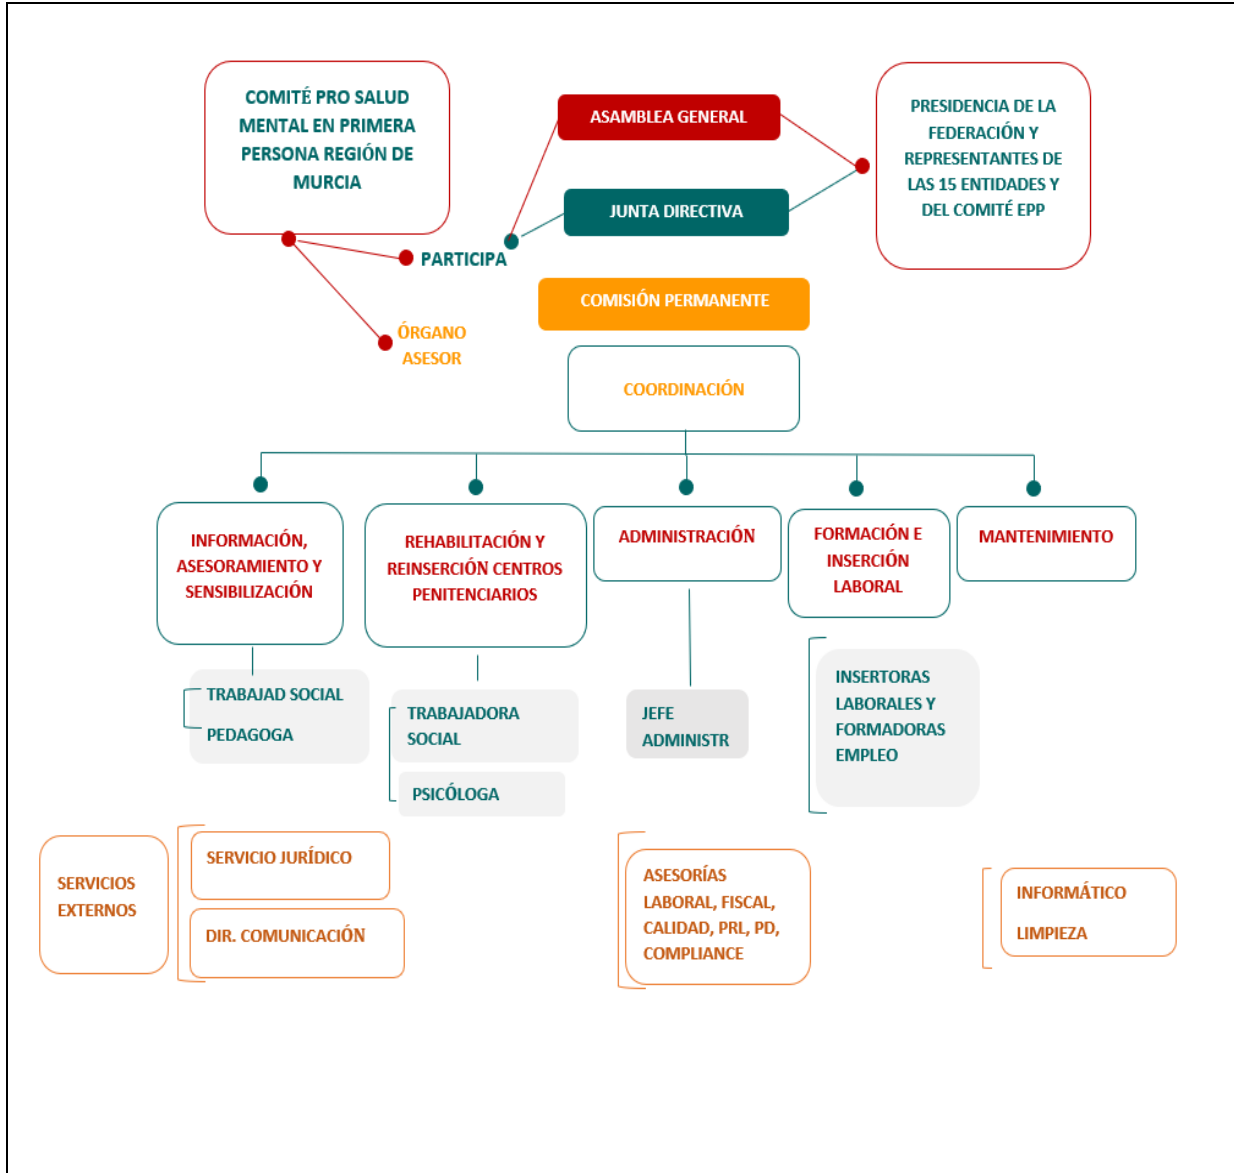 COMITÉ PRO SALUD
MENTAL EN PRIMERA
PERSONA REGIÓN DE
MURCIA
ASAMBLEA GENERAL
JUNTA DIRECTIVA
PRESIDENCIA DE LA
FEDERACIÓN Y
REPRESENTANTES DE
LAS 15 ENTIDADES Y
DEL COMITÉ EPP
PARTICIPA
ÓRGANO
ASESOR
COMISIÓN PERMANENTE
COORDINACIÓN
INFORMACIÓN,
ASESORAMIENTO Y
SENSIBILIZACIÓN
REHABILITACIÓN Y
REINSERCIÓN CENTROS
PENITENCIARIOS
ADMINISTRACIÓN
FORMACIÓN E
INSERCIÓN
LABORAL
MANTENIMIENTO
TRABAJAD SOCIAL
PEDAGOGA
TRABAJADORA
SOCIAL
PSICÓLOGA
JEFE
ADMINISTR
INSERTORAS
LABORALES Y
FORMADORAS
EMPLEO
SERVICIOS
EXTERNOS
SERVICIO JURÍDICO
DIR. COMUNICACIÓN
ASESORÍAS
LABORAL, FISCAL,
CALIDAD, PRL, PD,
COMPLIANCE
INFORMÁTICO
LIMPIEZA